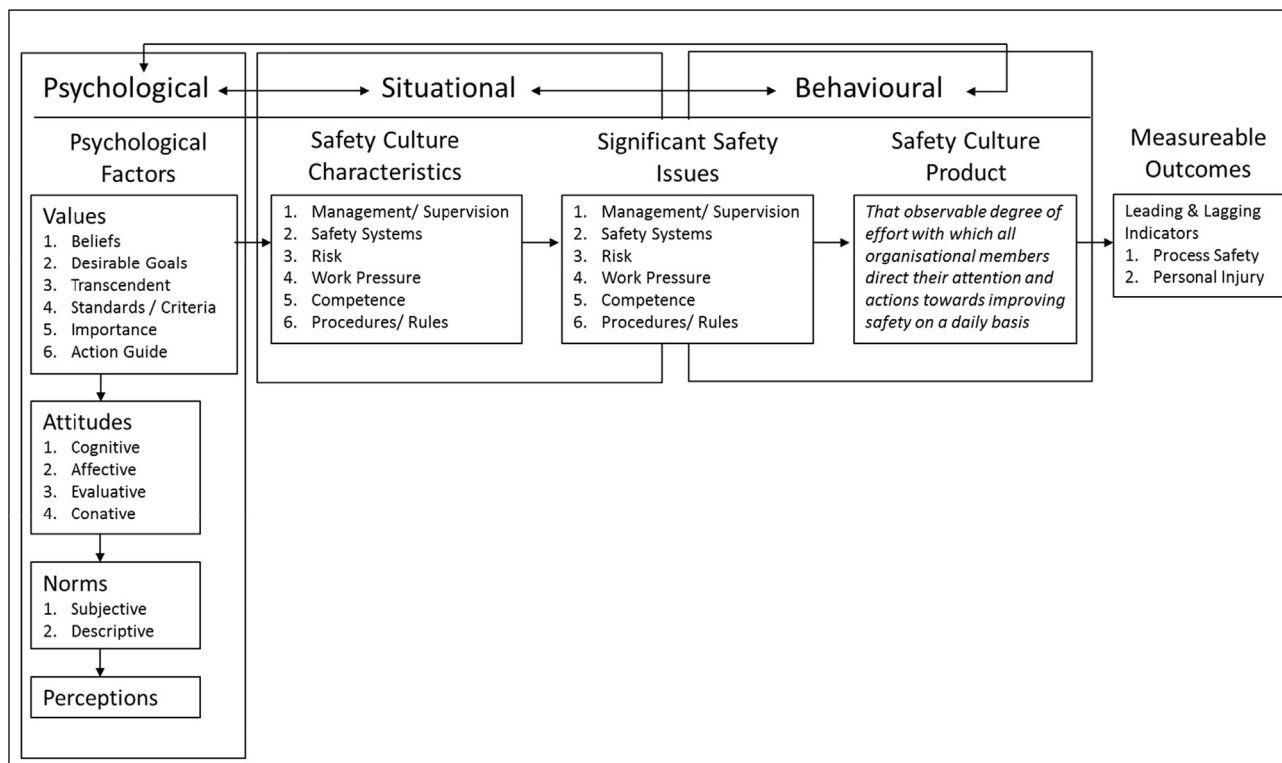 Psychological
Situational
Behavioural
Psychological
Factors
Values
1. Beliefs
2. Desirable Goals
3. Transcendent
4. Standards / Criteria
5. Importance
6. Action Guide
Attitudes
1. Cognitive
2. Affective
3. Evaluative
4. Conative
Norms
1. Subjective
2. Descriptive
Perceptions
Safety Culture
Characteristics
1. Management/ Supervision
2. Safety Systems
3. Risk
4. Work Pressure
5. Competence
6. Procedures/ Rules
Significant Safety
Issues
1. Management/ Supervision
2. Safety Systems
3. Risk
4. Work Pressure
5. Competence
6. Procedures/ Rules
Safety Culture
Product
That observable degree of
effort with which all
organisational members
direct their attention and
actions towards improving
safety on a daily basis
Measureable
Outcomes
Leading & Lagging
Indicators
1. Process Safety
2. Personal Injury